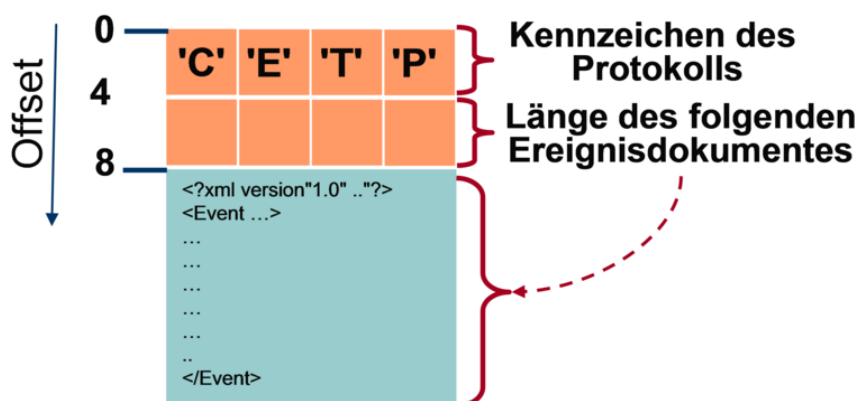 Offset
0
'C' 'E' 'T' 'P'
Kennzeichen des
Protokolls
4
Länge des folgenden
Ereignisdokumentes
8
<?xml version"1.0" .."?>
<Event …>
…
…
…
…
…
..
</Event>